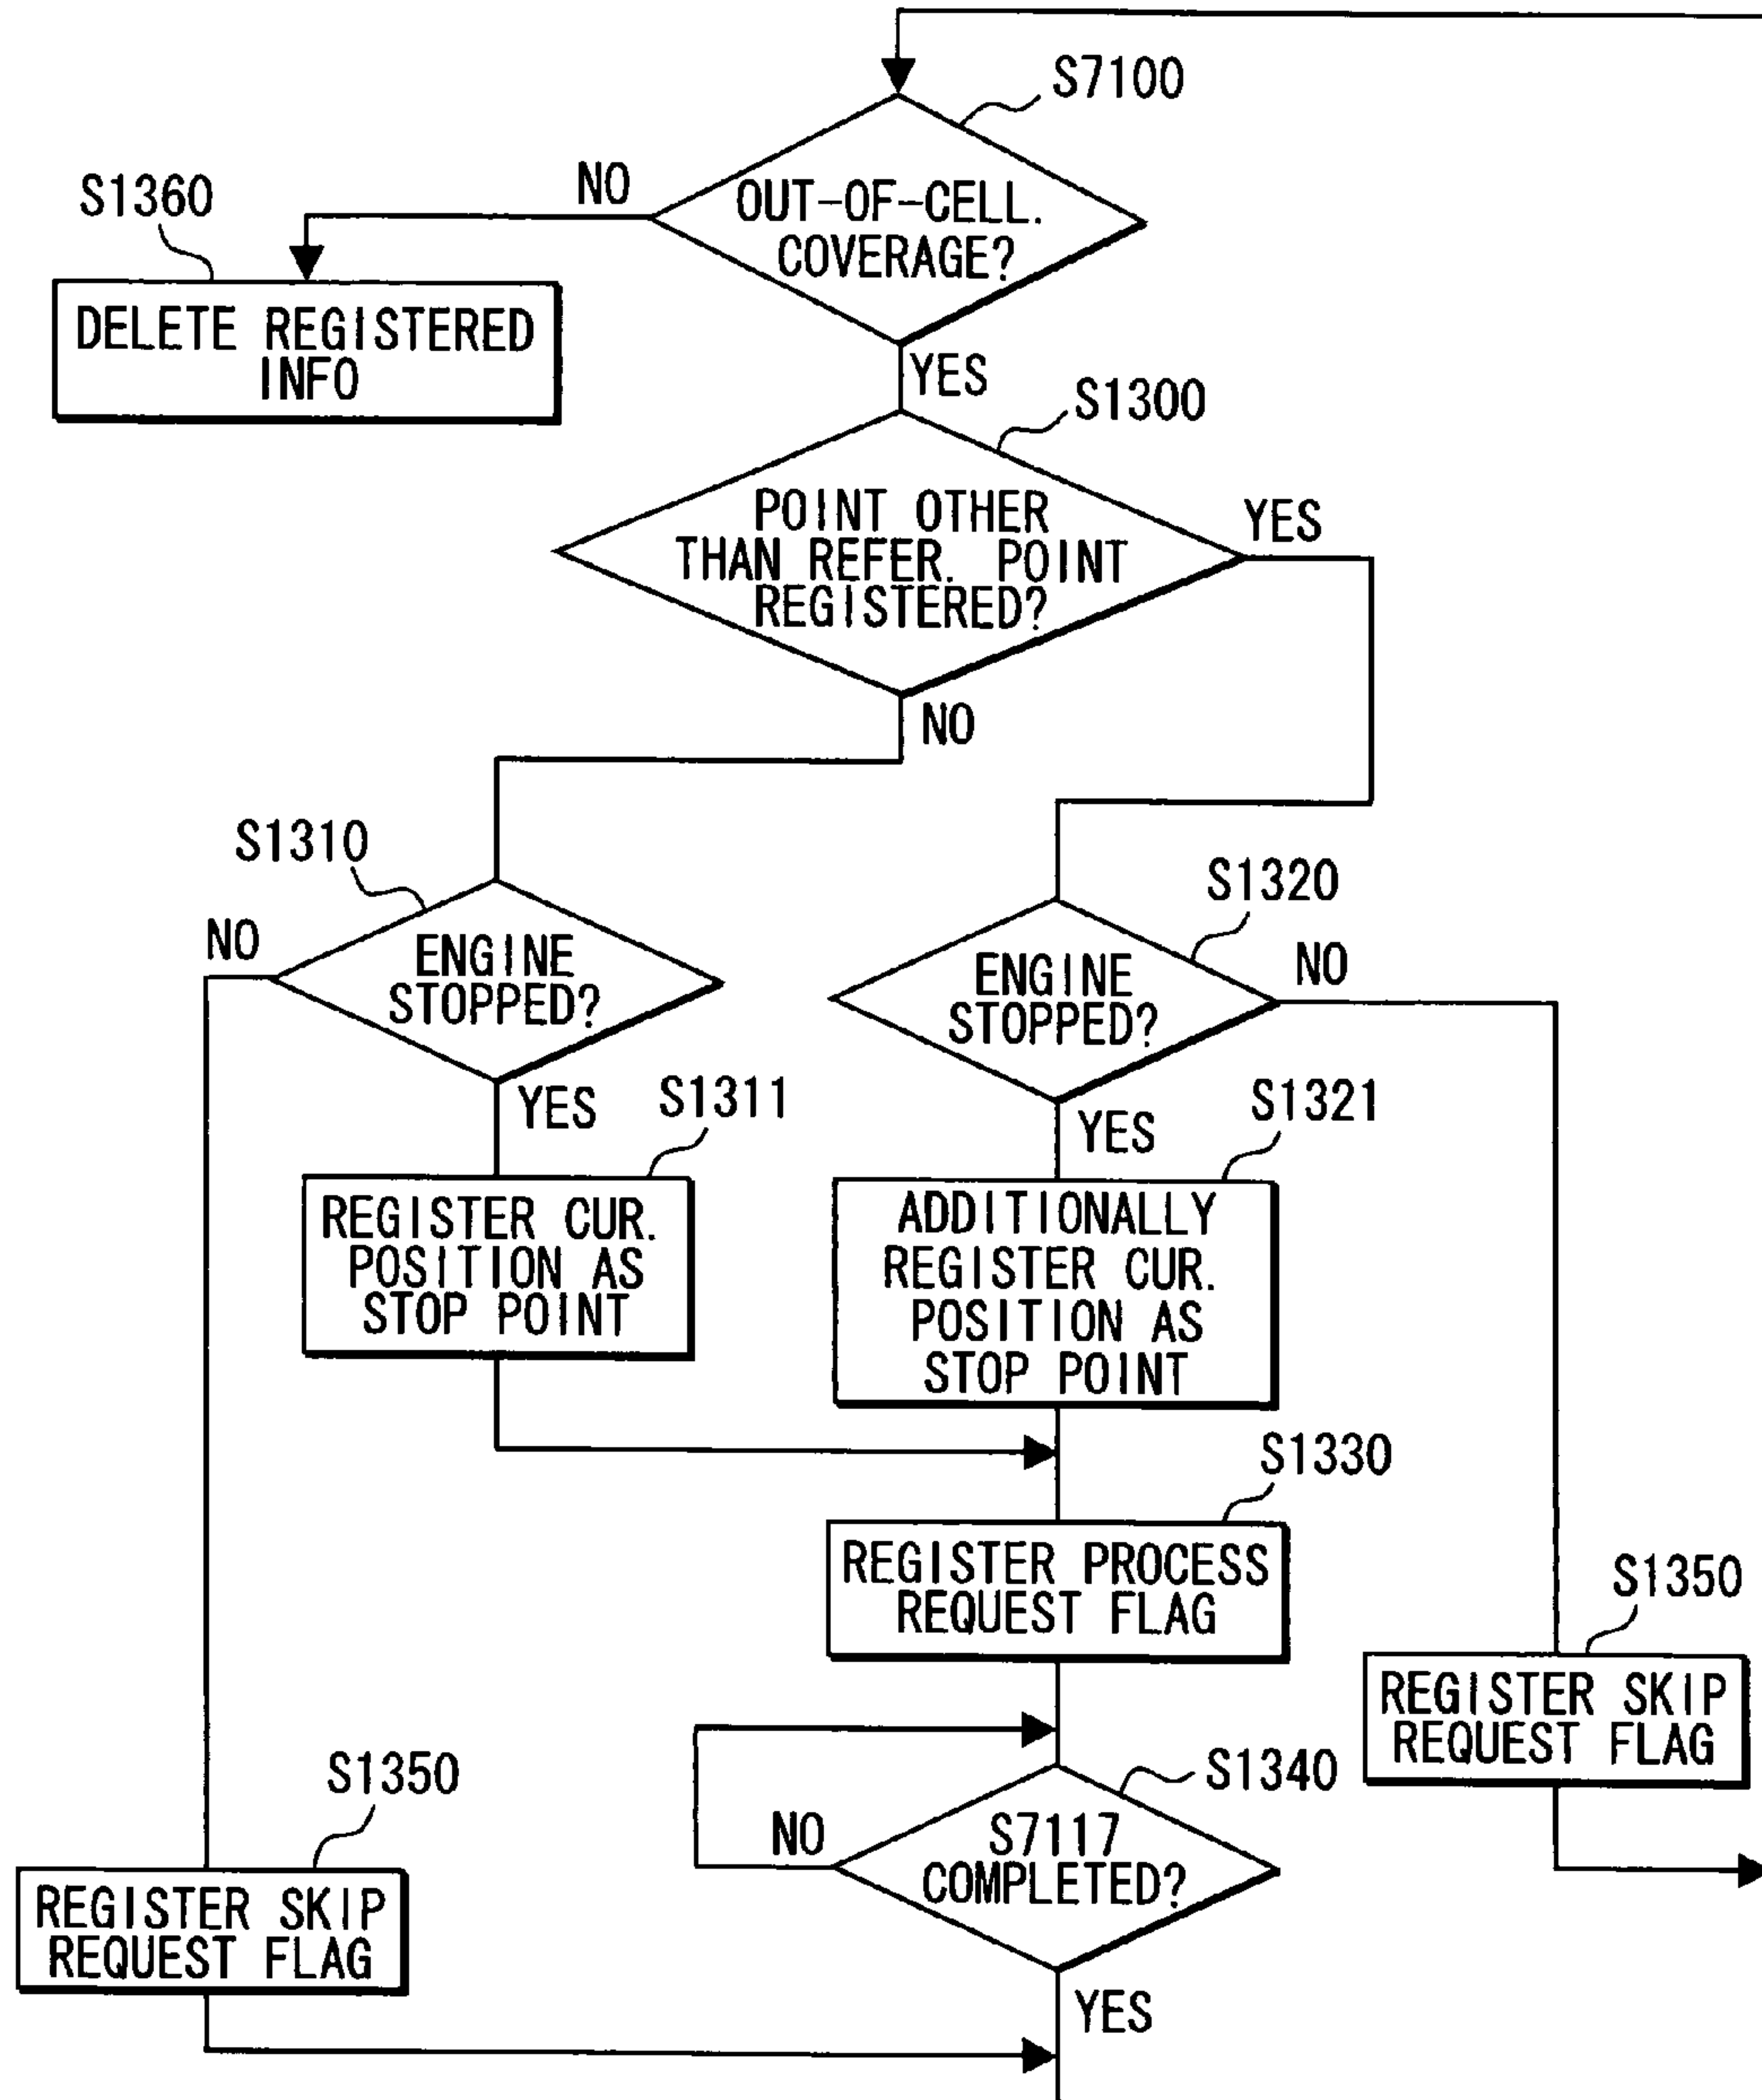 S7100
NO
S1360
OUT-OF-CELL.
COVERAGE?
DELETE REGISTERED
INFO
YES
S1300
POINT OTHER
THAN REFER. POINT
REGISTERED?
YES
NO
S1310
S1320
NO
ENGINE
STOPPED?
ENGINE
STOPPED?
NO
YES
S1311
YES
S1321
REGISTER CUR.
POSITION AS
STOP POINT
ADDITIONALLY
REGISTER CUR.
POSITION AS
STOP POINT
S1330
REGISTER PROCESS
REQUEST FLAG
S1350
REGISTER SKIP
REQUEST FLAG
S1350
S1340
NO
S7117
COMPLETED?
REGISTER SKIP
REQUEST FLAG
YES